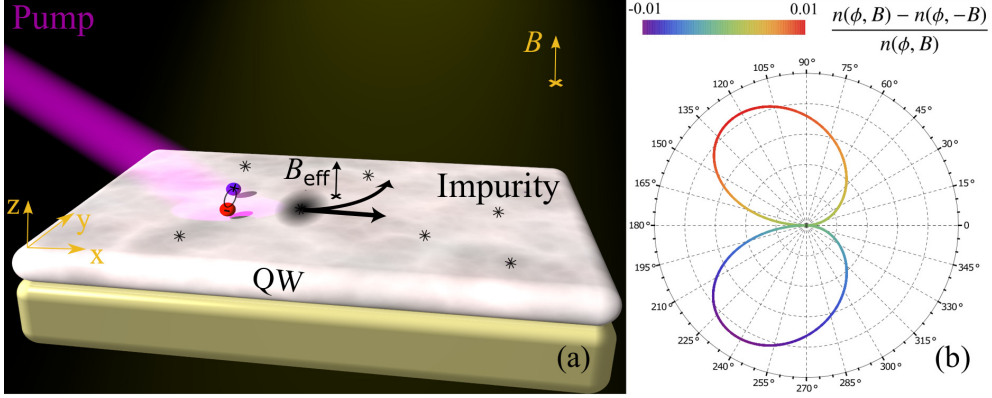 Pump
B
B_eff
Impurity
z
y
x
+
-
QW
(a)
-0.01
0.01
n(ϕ, B) − n(ϕ, −B)
n(ϕ, B)
90°
105°
75°
120°
60°
135°
45°
150°
30°
165°
15°
180°
0
195°
345°
210°
330°
225°
315°
240°
300°
255°
285°
270°
(b)